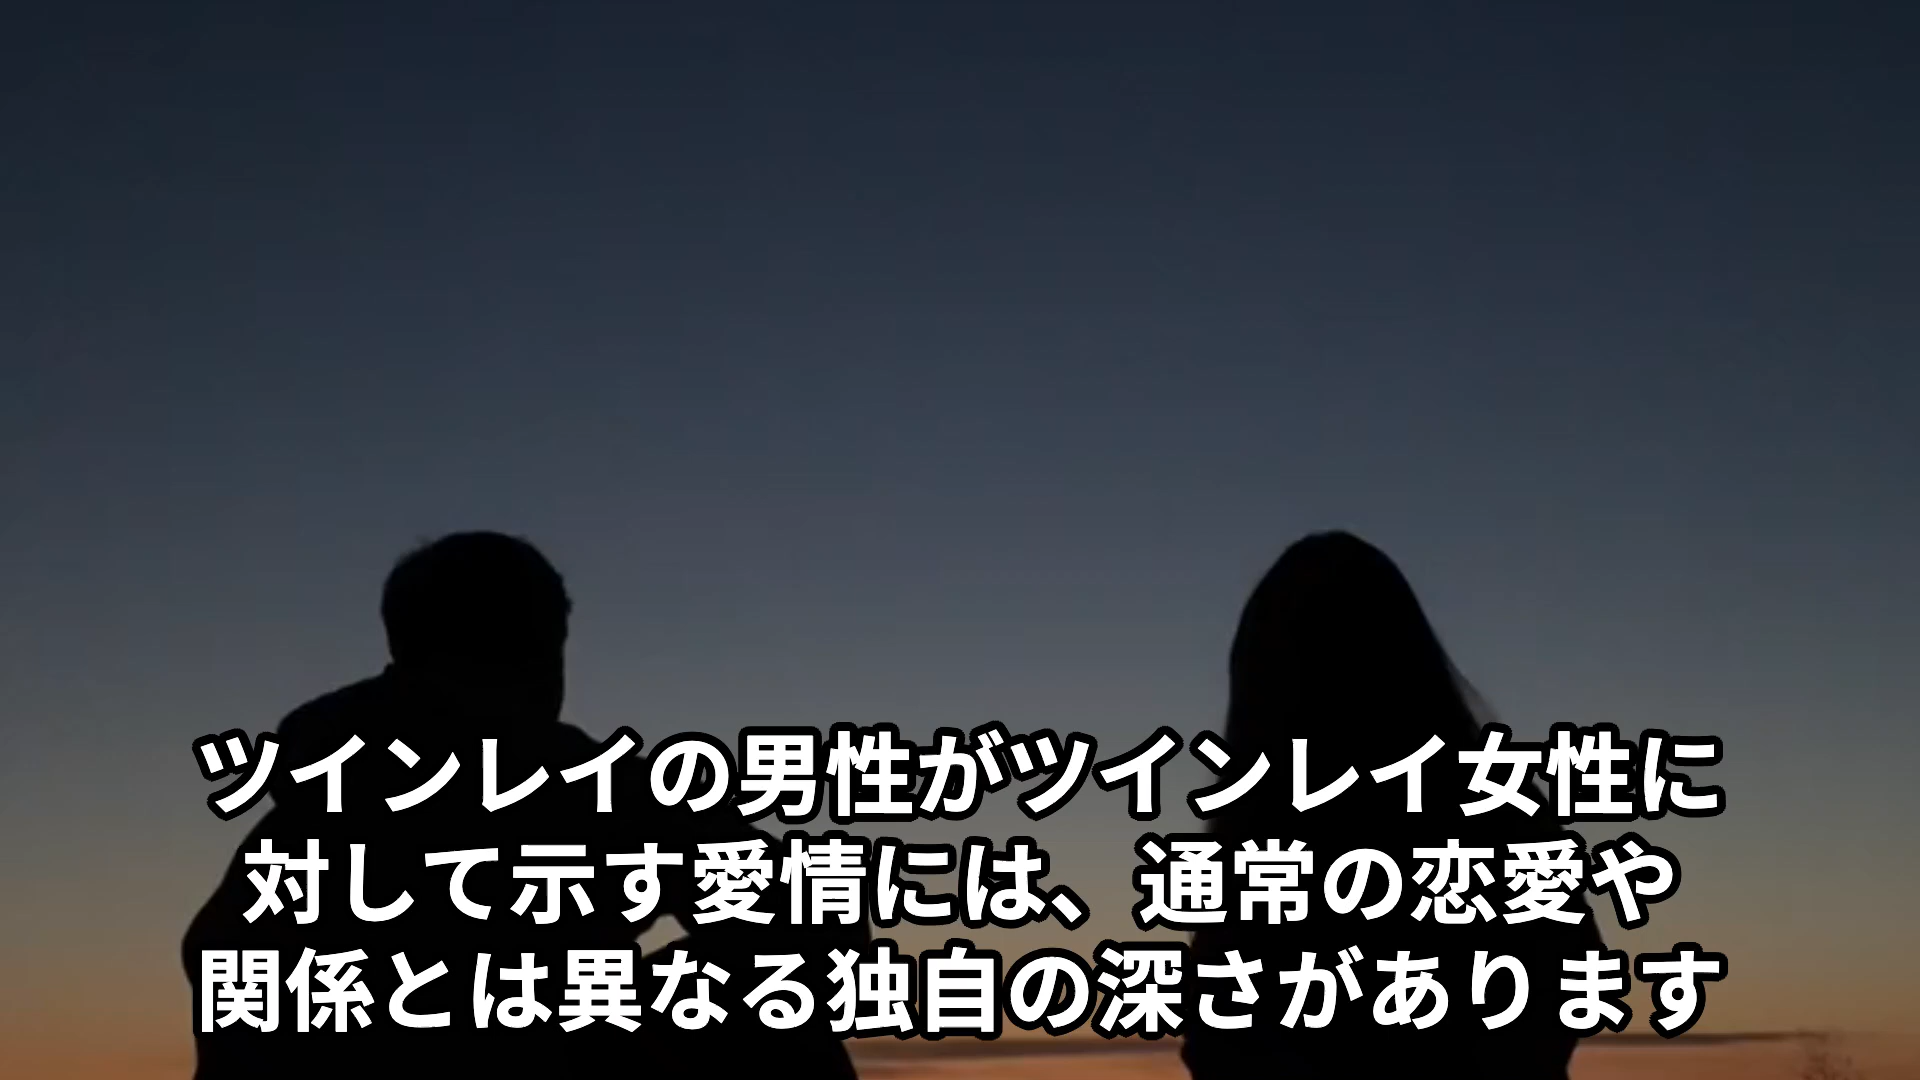 ツインレイの男性がツインレイ女性に
対して示す愛情には、通常の恋愛や
関係とは異なる独自の深さがあります